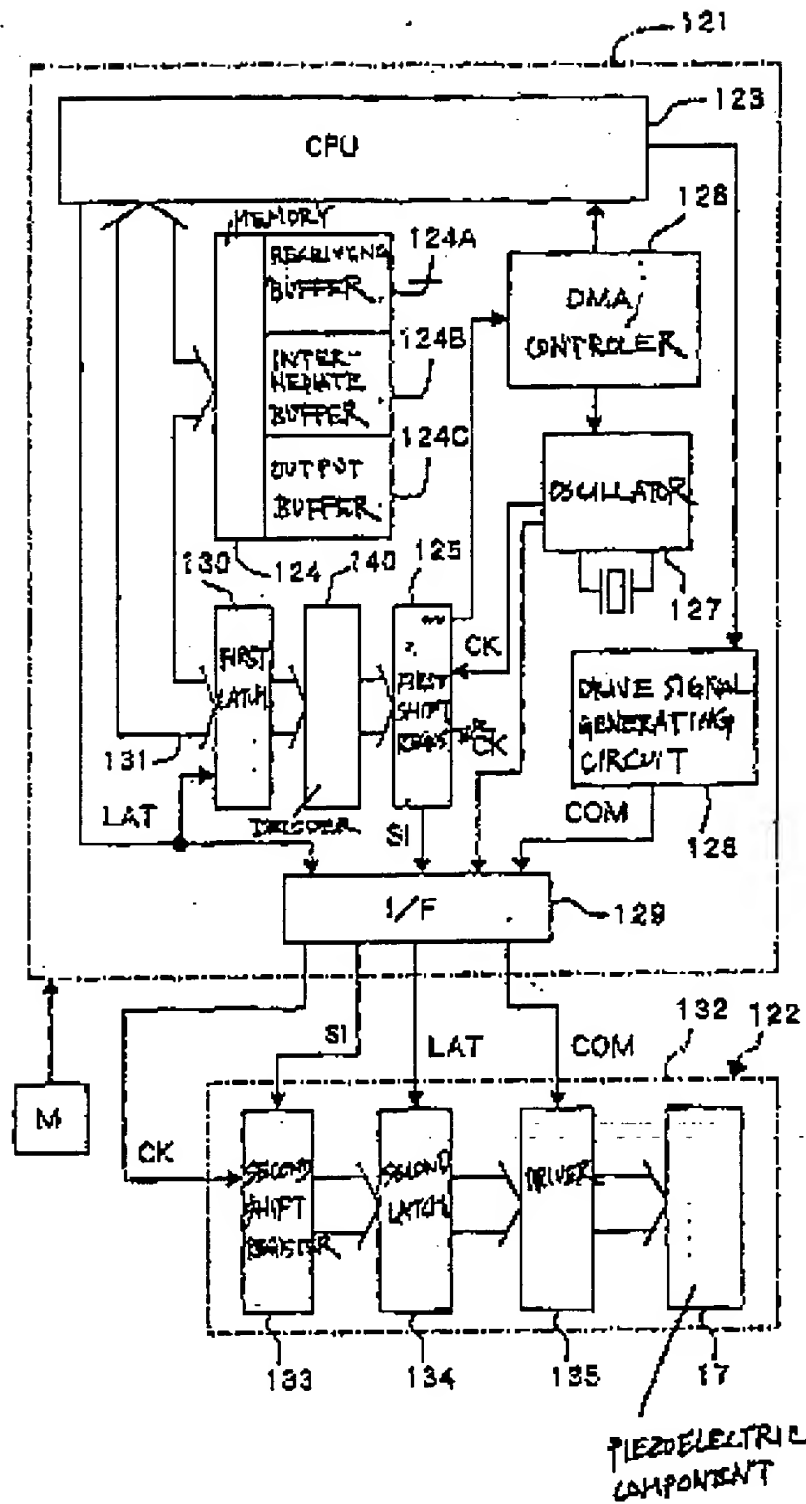 121
123
CPU
MEMORY
RECEIVING
BUFFER
124A
126
DMA
CONTROLER
124B
INTER-
MEDIATE
BUFFER
124C
OUTPUT
BUFFER
OSCILLATOR
130
124
140
125
127
CK
FIRST
LATCH
FIRST
SHIFT
CK
DRIVE SIGNAL
GENERATING
CIRCUIT
131
LAT
SI
COM
128
I/F
129
SI
LAT
COM
132
122
M
CK
SECOND
SHIFT
REGISTER
SECOND
LATCH
DRIVER
133
134
135
17
PIEZOELECTRIC
COMPONENT